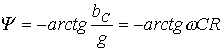 Ψ = −arctg b_C/g = −arctg ωCR